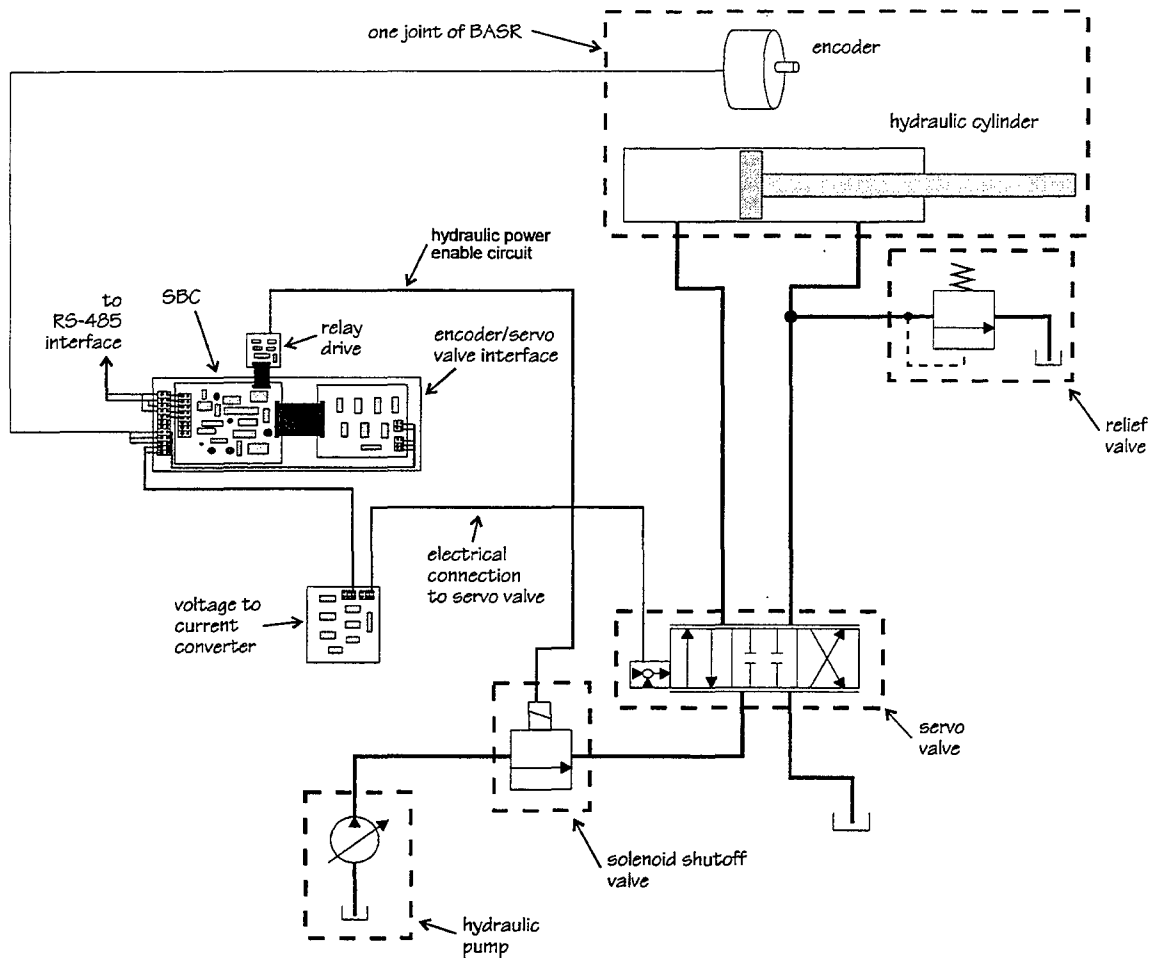 one joint of BASR
encoder
hydraulic cylinder
hydraulic power
enable circuit
to
RS-485
interface
SBC
relay
drive
encoder/servo
valve interface
relief
valve
electrical
connection
to servo valve
voltage to
current
converter
servo
valve
solenoid shutoff
valve
hydraulic
pump